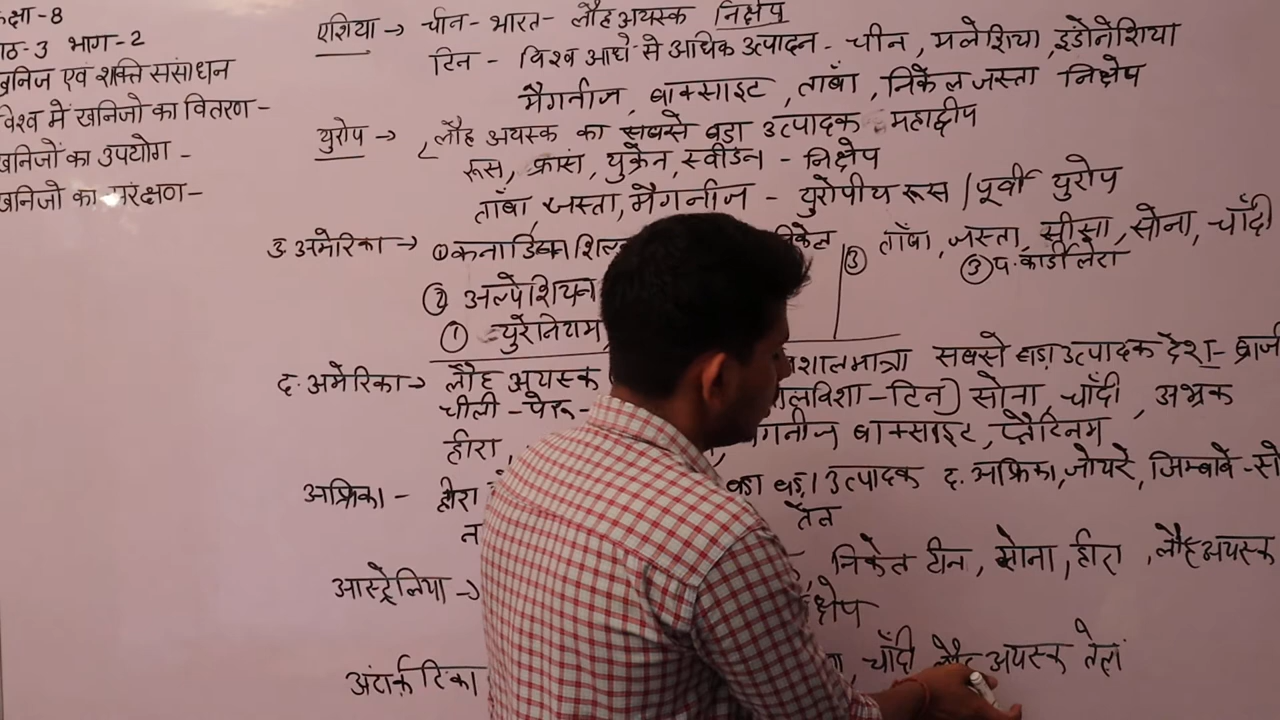 कक्षा-8
पाठ-3 भाग-2
खनिज एवं शक्ति संसाधन
विश्व में खनिजो का वितरण-
खनिजों का उपयोग -
खनिजो का संरक्षण-
एशिया → चीन- भारत- लौह अयस्क निक्षेप
टिन - विश्व आधे से अधिक उत्पादन - चीन, मलेशिया, इंडोनेशिया
मैगनीज, बाक्साइट, ताँबा, निकेल जस्ता निक्षेप
युरोप → लौह अयस्क का सबसे बड़ा उत्पादक महाद्वीप
रूस, फ्रांस, युक्रेन, स्वीडन - निक्षेप
ताँबा, जस्ता, मैगनीज - युरोपीय रूस / पूर्वी युरोप
उ. अमेरिका → ① कनाडियन निकेल ③ ताँबा, जस्ता, सीसा, सोना, चाँदी
③ प. कार्डीलेरा
② अल्पेशियन
① युरेनियम
द. अमेरिका → लौह अयस्क सबसे बड़ा उत्पादक देश -
चीली - पेरू - टिन) सोना, चाँदी, अभ्रक
हीरा, बाक्साइट, प्लैटिनम
अफ्रिका - हीरा बड़ा उत्पादक द. अफ्रिका, जायरे, जिम्बाबे -
आस्ट्रेलिया → निकेल टीन, सोना, हीरा, लौह अयस्क
निक्षेप
अंटार्कटिका चाँदी लौह अयस्क तेल